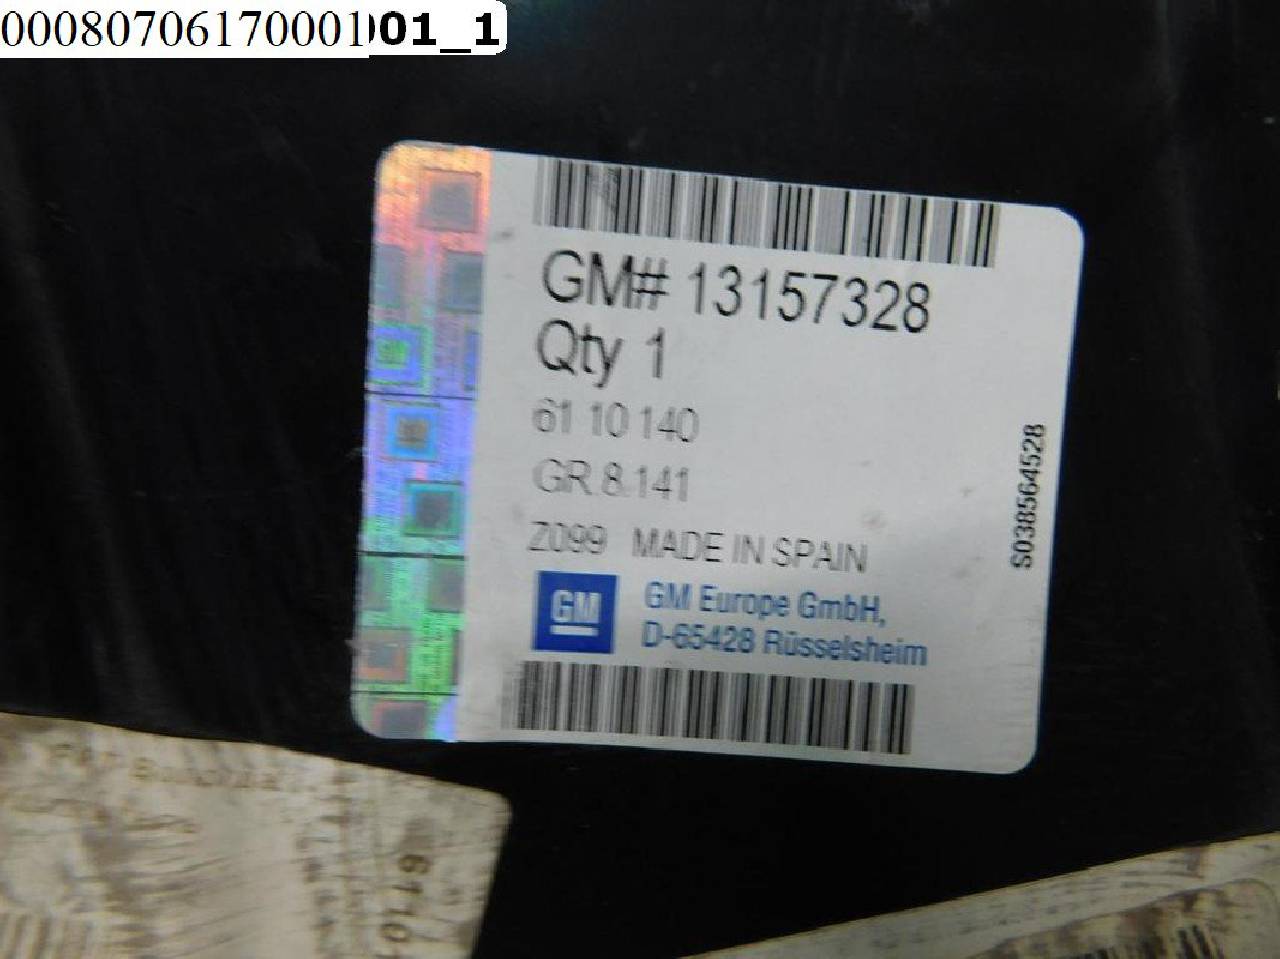 00080706170001001_1
GM# 13157328
Qty 1
61 10 140
GR 8.141
Z099 MADE IN SPAIN
GM
GM Europe GmbH,
D-65428 Rüsselsheim
S038564528